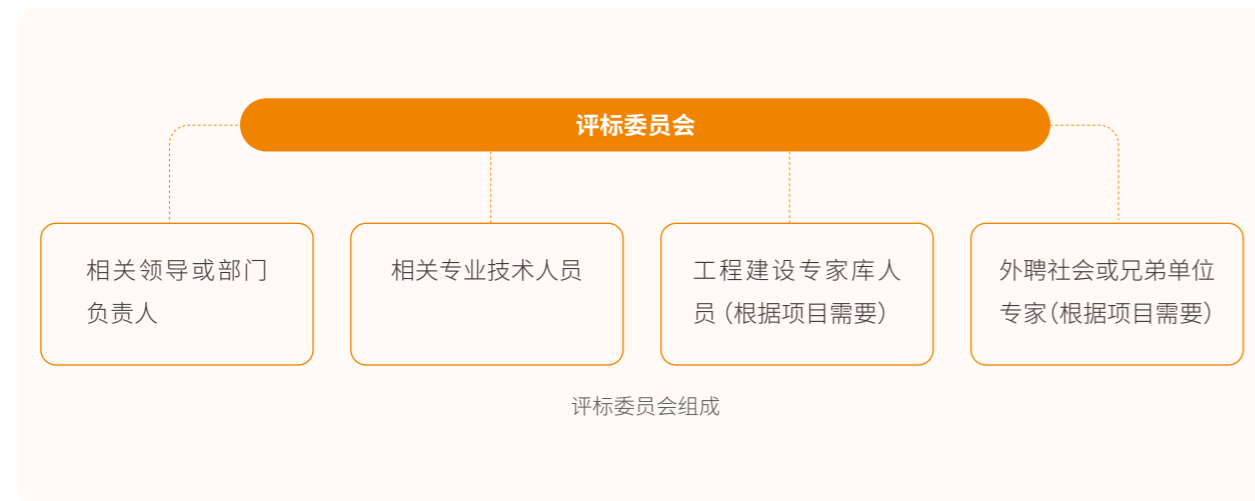 评标委员会
相关领导或部门
负责人
相关专业技术人员
工程建设专家库人
员（根据项目需要）
外聘社会或兄弟单位
专家（根据项目需要）
评标委员会组成